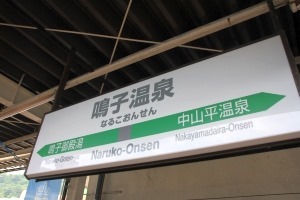 鳴子温泉
なるこおんせん
鳴子御殿湯
Naruko-Gotenyu
Naruko-Onsen
中山平温泉
Nakayamadaira-Onsen